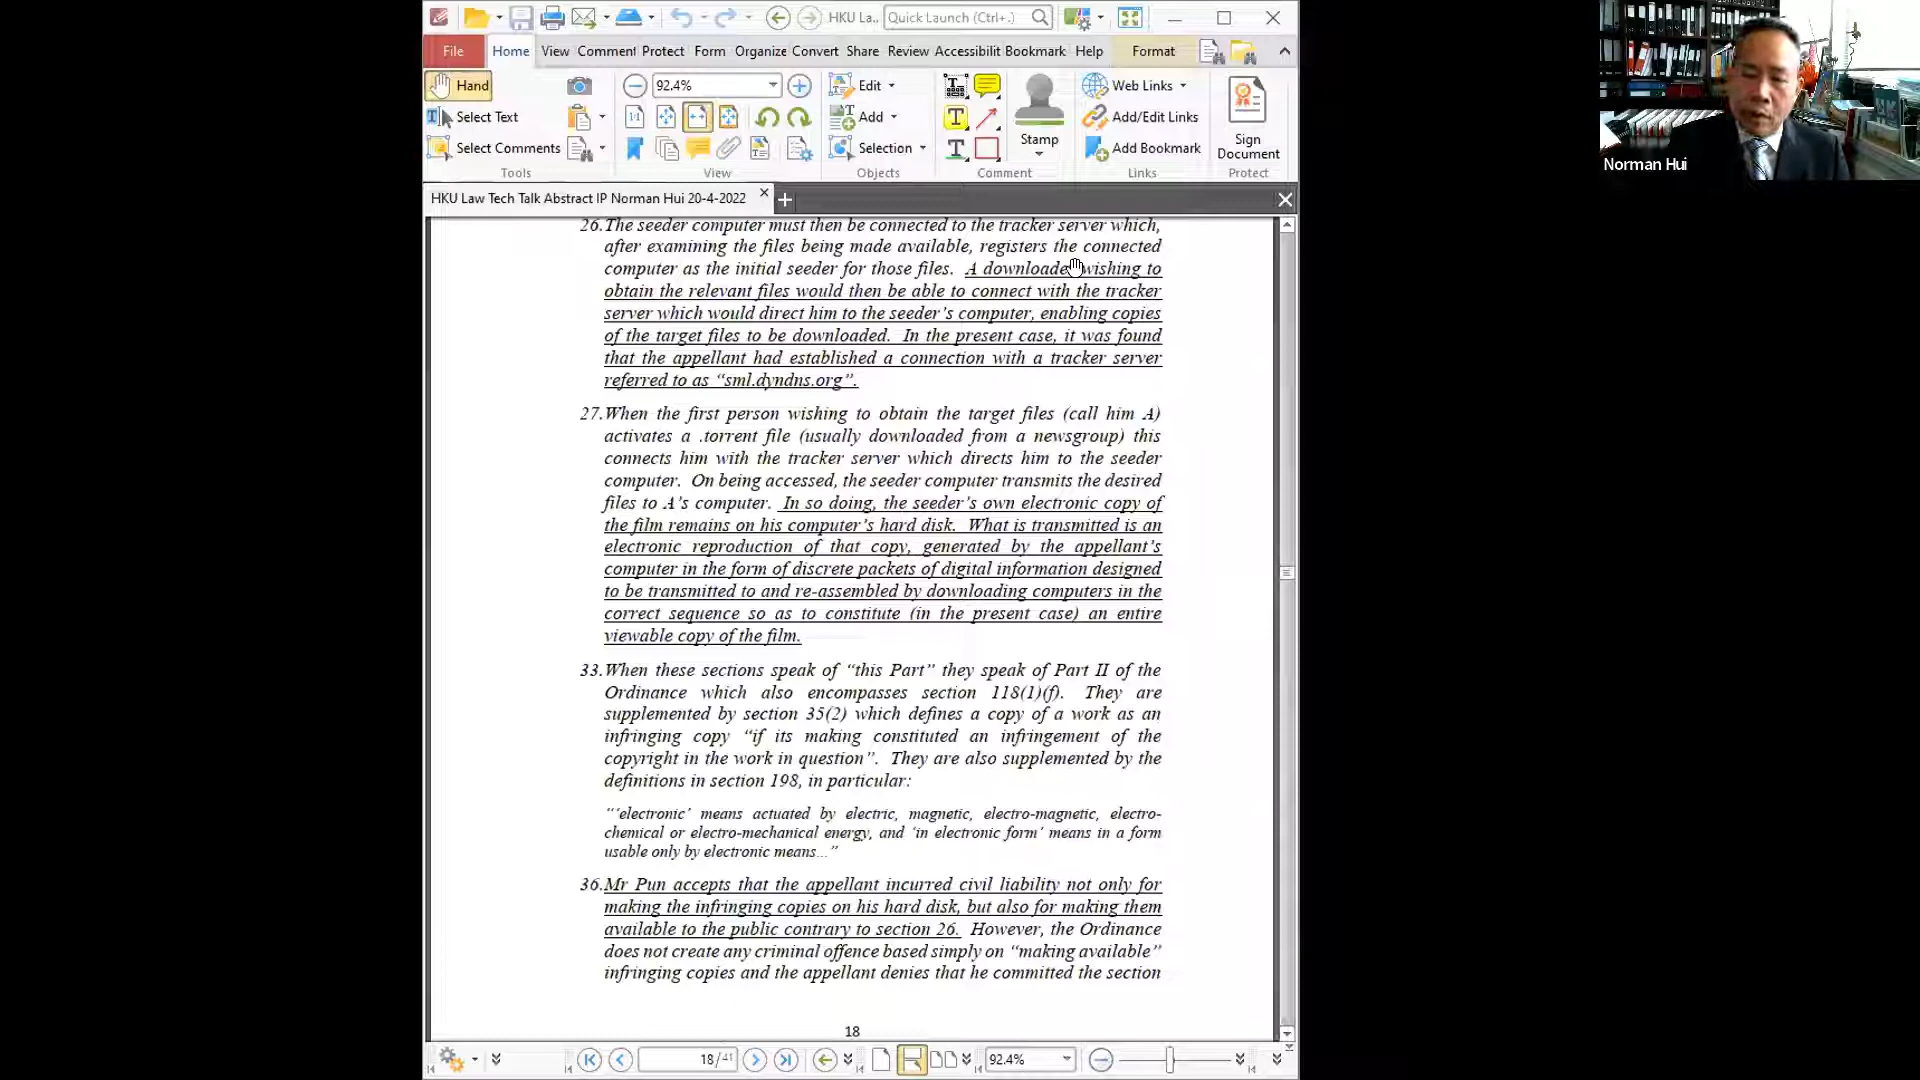 HKU La..
Quick Launch (Ctrl+.)
File
Home
View
Comment
Protect
Form
Organize
Convert
Share
Review
Accessibilit
Bookmark
Help
Format
Hand
92.4%
Edit
Web Links
Select Text
Add
Add/Edit Links
Select Comments
Selection
Stamp
Add Bookmark
Sign
Document
Tools
View
Objects
Comment
Links
Protect
Norman Hui
HKU Law Tech Talk Abstract IP Norman Hui 20-4-2022
26.The seeder computer must then be connected to the tracker server which,
after examining the files being made available, registers the connected
computer as the initial seeder for those files. A downloader wishing to
obtain the relevant files would then be able to connect with the tracker
server which would direct him to the seeder's computer, enabling copies
of the target files to be downloaded. In the present case, it was found
that the appellant had established a connection with a tracker server
referred to as “sml.dyndns.org”.
27.When the first person wishing to obtain the target files (call him A)
activates a .torrent file (usually downloaded from a newsgroup) this
connects him with the tracker server which directs him to the seeder
computer. On being accessed, the seeder computer transmits the desired
files to A's computer. In so doing, the seeder's own electronic copy of
the film remains on his computer's hard disk. What is transmitted is an
electronic reproduction of that copy, generated by the appellant's
computer in the form of discrete packets of digital information designed
to be transmitted to and re-assembled by downloading computers in the
correct sequence so as to constitute (in the present case) an entire
viewable copy of the film.
33.When these sections speak of “this Part” they speak of Part II of the
Ordinance which also encompasses section 118(1)(f). They are
supplemented by section 35(2) which defines a copy of a work as an
infringing copy “if its making constituted an infringement of the
copyright in the work in question”. They are also supplemented by the
definitions in section 198, in particular:
“‘electronic’ means actuated by electric, magnetic, electro-magnetic, electro-
chemical or electro-mechanical energy, and ‘in electronic form’ means in a form
usable only by electronic means...”
36.Mr Pun accepts that the appellant incurred civil liability not only for
making the infringing copies on his hard disk, but also for making them
available to the public contrary to section 26. However, the Ordinance
does not create any criminal offence based simply on “making available”
infringing copies and the appellant denies that he committed the section
18
18 / 41
92.4%